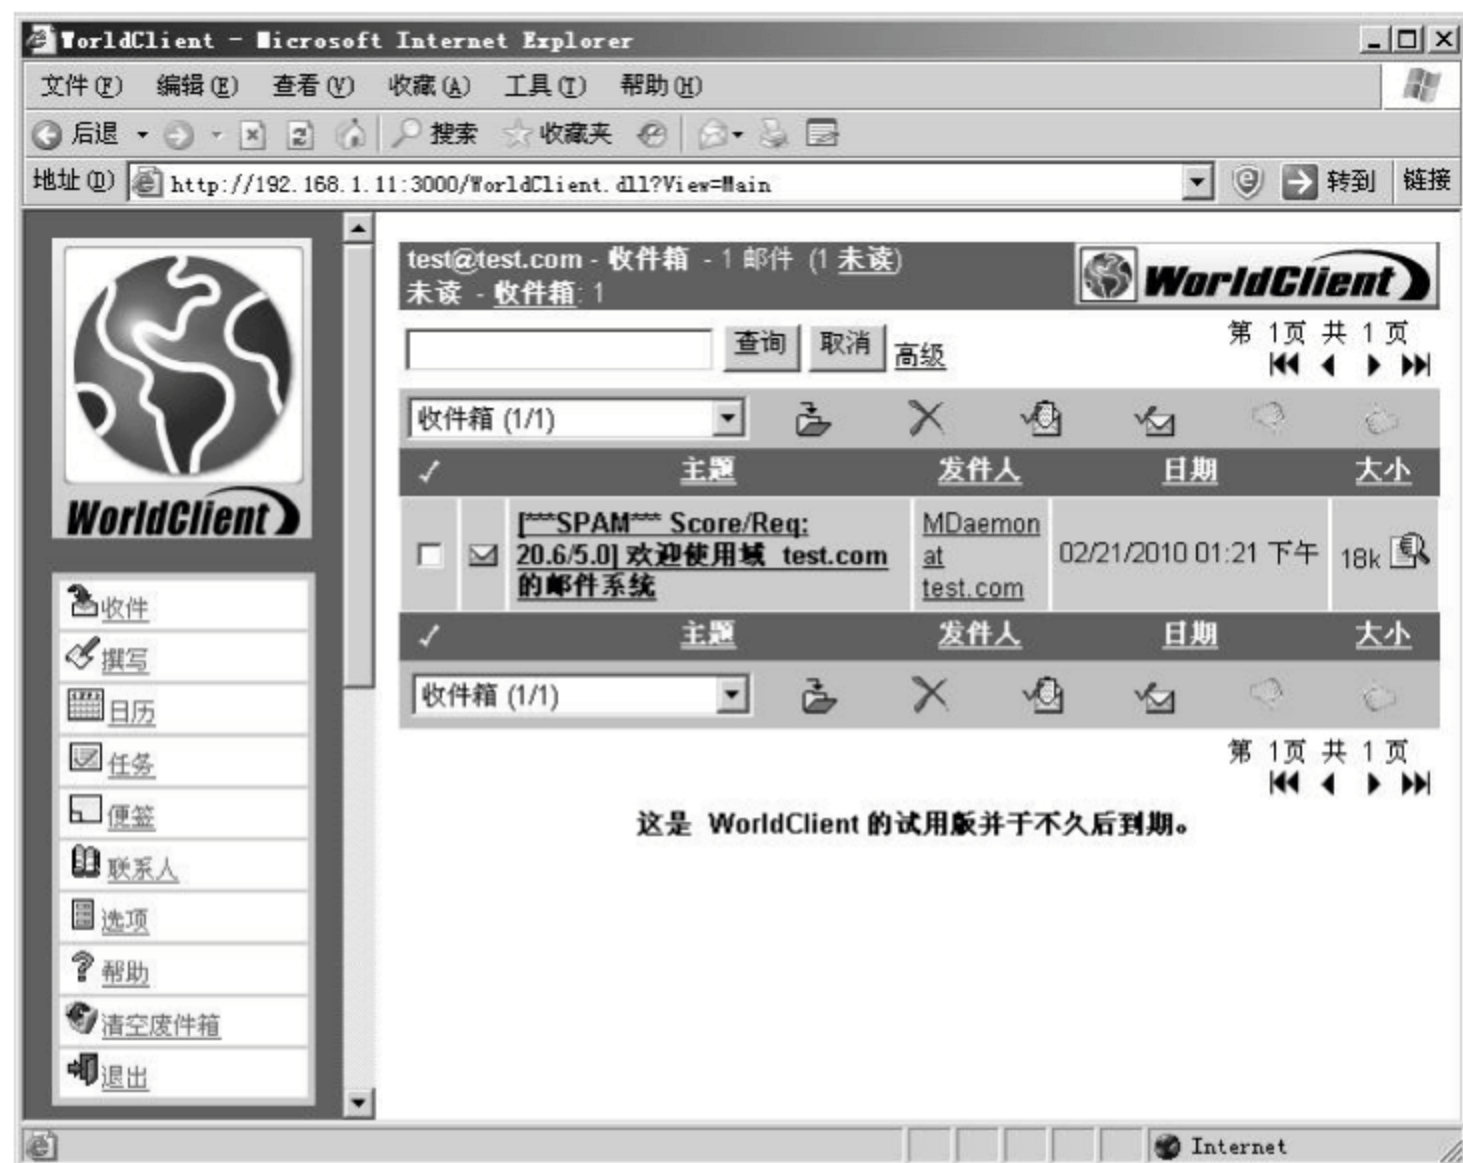 WorldClient - Microsoft Internet Explorer
文件(F) 编辑(E) 查看(V) 收藏(A) 工具(T) 帮助(H)
后退 搜索 收藏夹
地址(D) http://192.168.1.11:3000/WorldClient.dll?View=Main 转到 链接
WorldClient
收件
撰写
日历
任务
便签
联系人
选项
帮助
清空废件箱
退出
test@test.com - 收件箱 - 1 邮件 (1 未读)
未读 - 收件箱: 1
WorldClient
查询 取消 高级
第 1页 共 1 页
收件箱 (1/1)
主题 发件人 日期 大小
[***SPAM*** Score/Req:
20.6/5.0] 欢迎使用域 test.com
的邮件系统
MDaemon
at
test.com
02/21/2010 01:21 下午
18k
主题 发件人 日期 大小
收件箱 (1/1)
第 1页 共 1 页
这是 WorldClient 的试用版并于不久后到期。
Internet